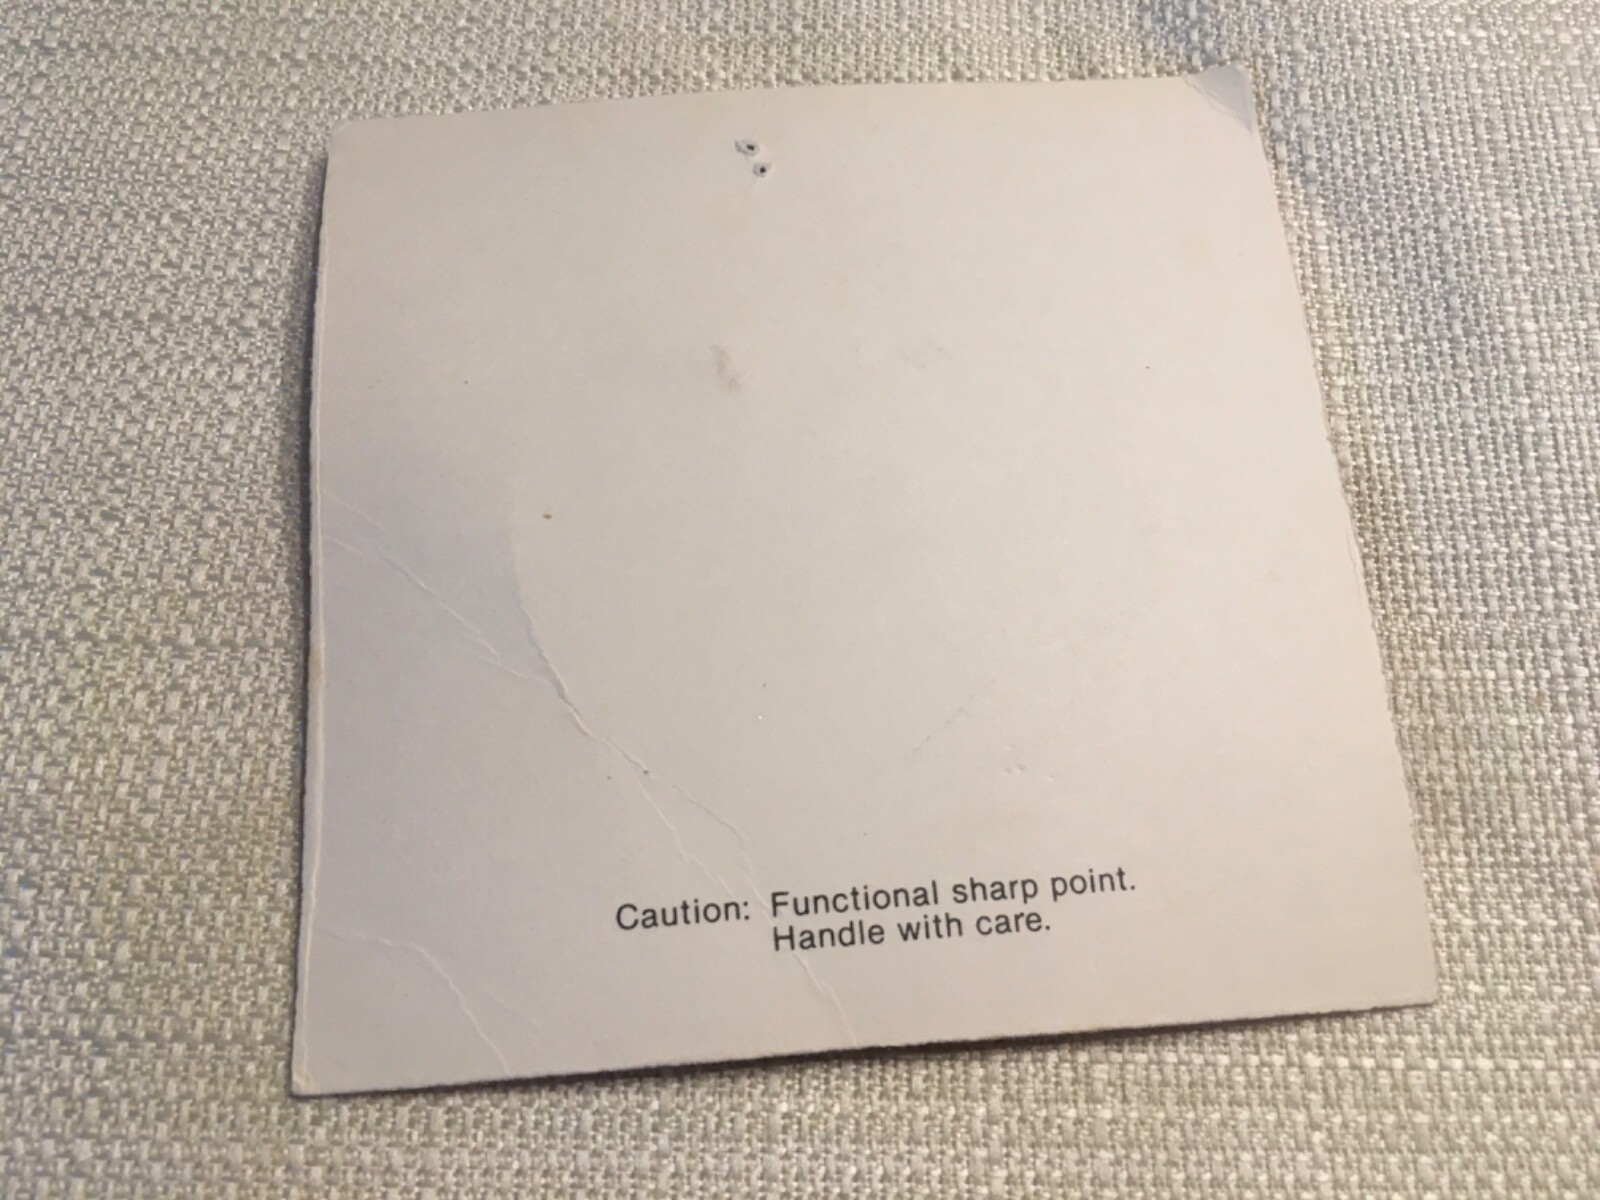 Caution: Functional sharp point.
Handle with care.